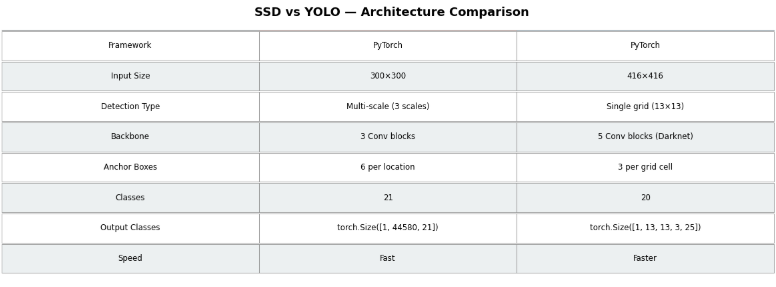 SSD vs YOLO — Architecture Comparison
Framework PyTorch PyTorch
Input Size 300×300 416×416
Detection Type Multi-scale (3 scales) Single grid (13×13)
Backbone 3 Conv blocks 5 Conv blocks (Darknet)
Anchor Boxes 6 per location 3 per grid cell
Classes 21 20
Output Classes torch.Size([1, 44580, 21]) torch.Size([1, 13, 13, 3, 25])
Speed Fast Faster